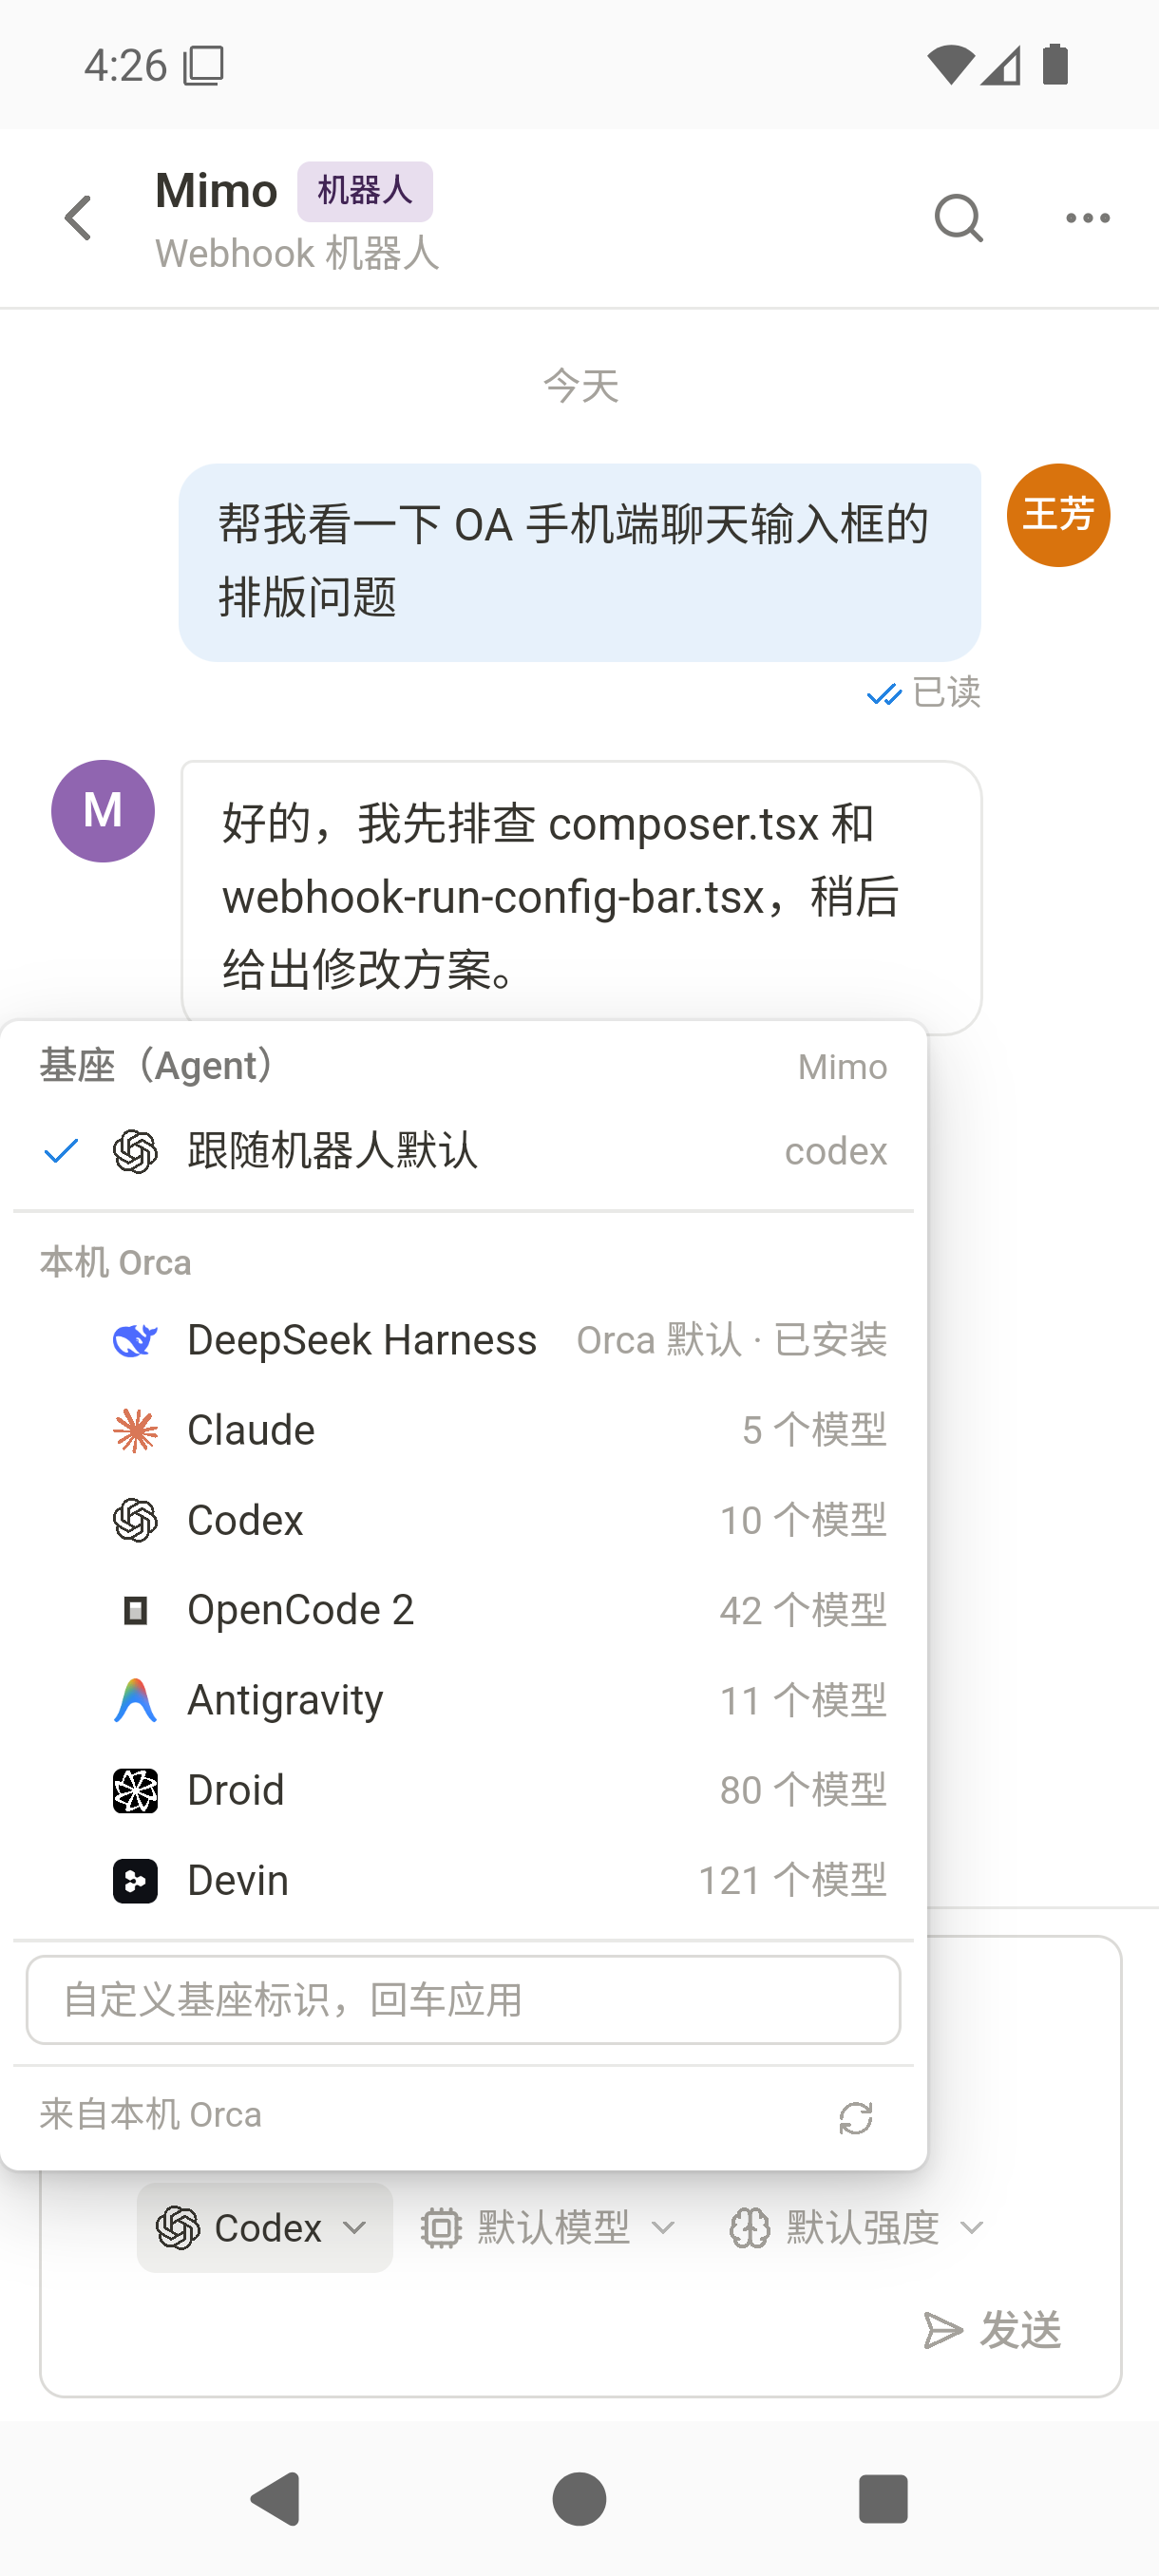 4:26
Mimo 机器人
Webhook 机器人
今天
帮我看一下 OA 手机端聊天输入框的
排版问题
王芳
已读
M
好的，我先排查 composer.tsx 和
webhook-run-config-bar.tsx，稍后
给出修改方案。
基座（Agent） Mimo
跟随机器人默认 codex
本机 Orca
DeepSeek Harness Orca 默认 · 已安装
Claude 5 个模型
Codex 10 个模型
OpenCode 2 42 个模型
Antigravity 11 个模型
Droid 80 个模型
Devin 121 个模型
自定义基座标识，回车应用
来自本机 Orca
Codex 默认模型 默认强度
发送